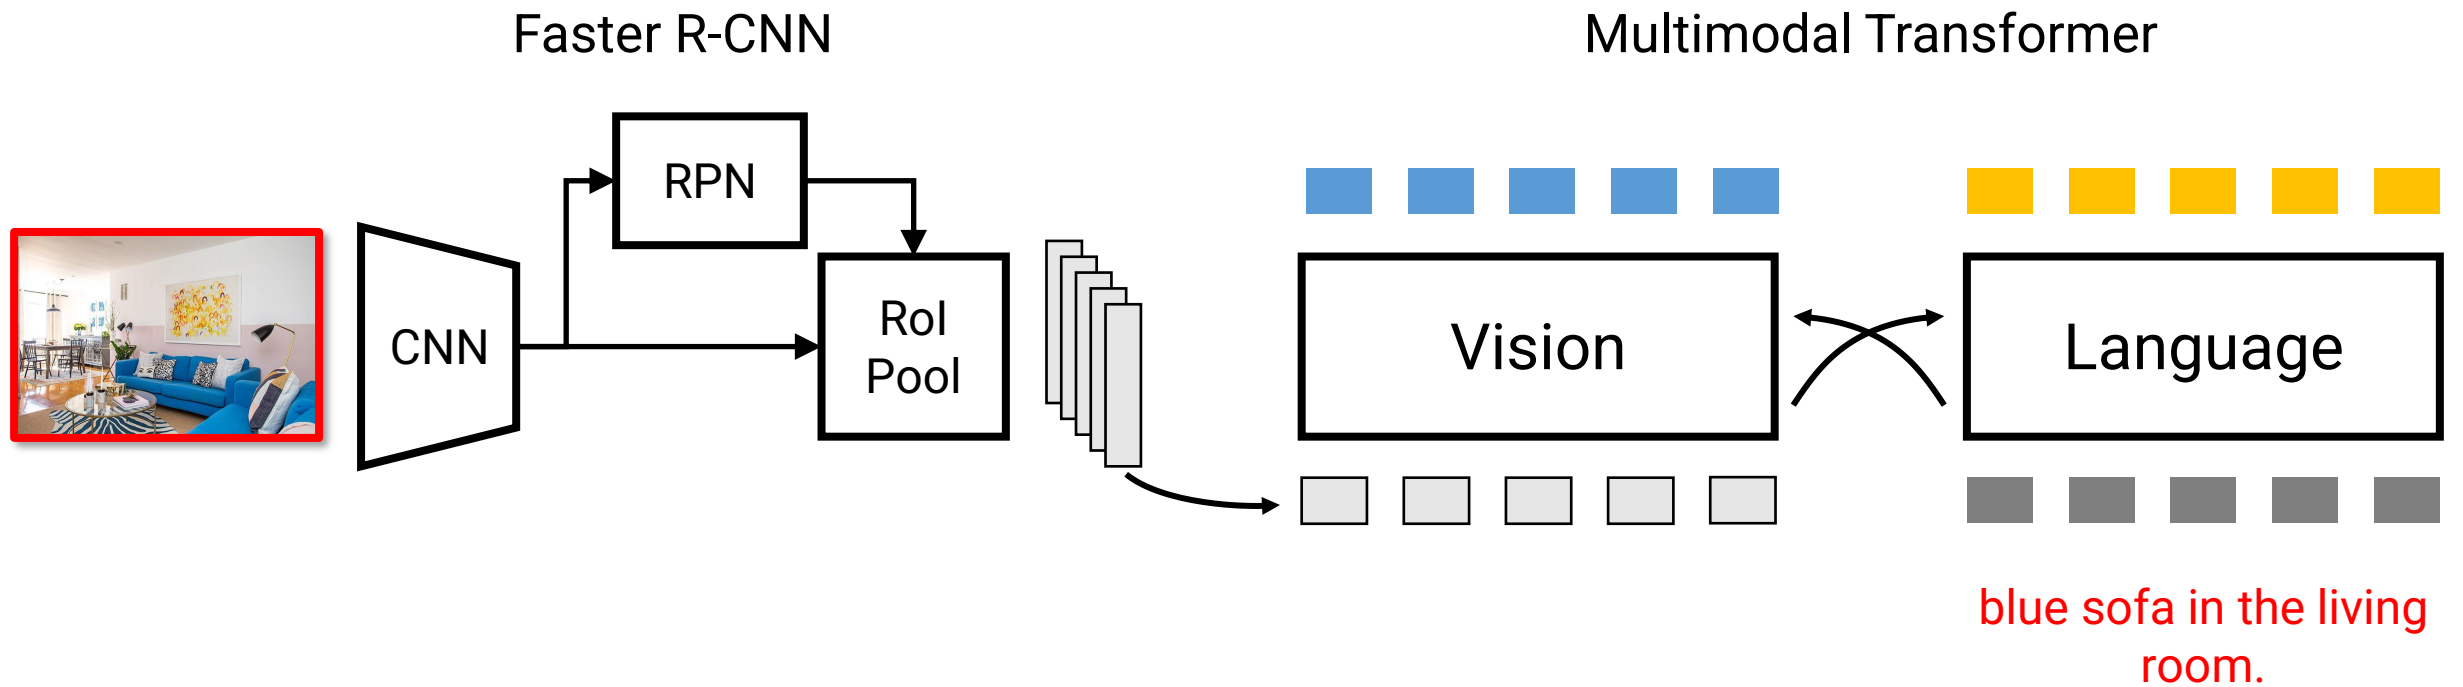 Faster R-CNN
Multimodal Transformer
RPN
CNN
RoI
Pool
Vision
Language
blue sofa in the living
room.